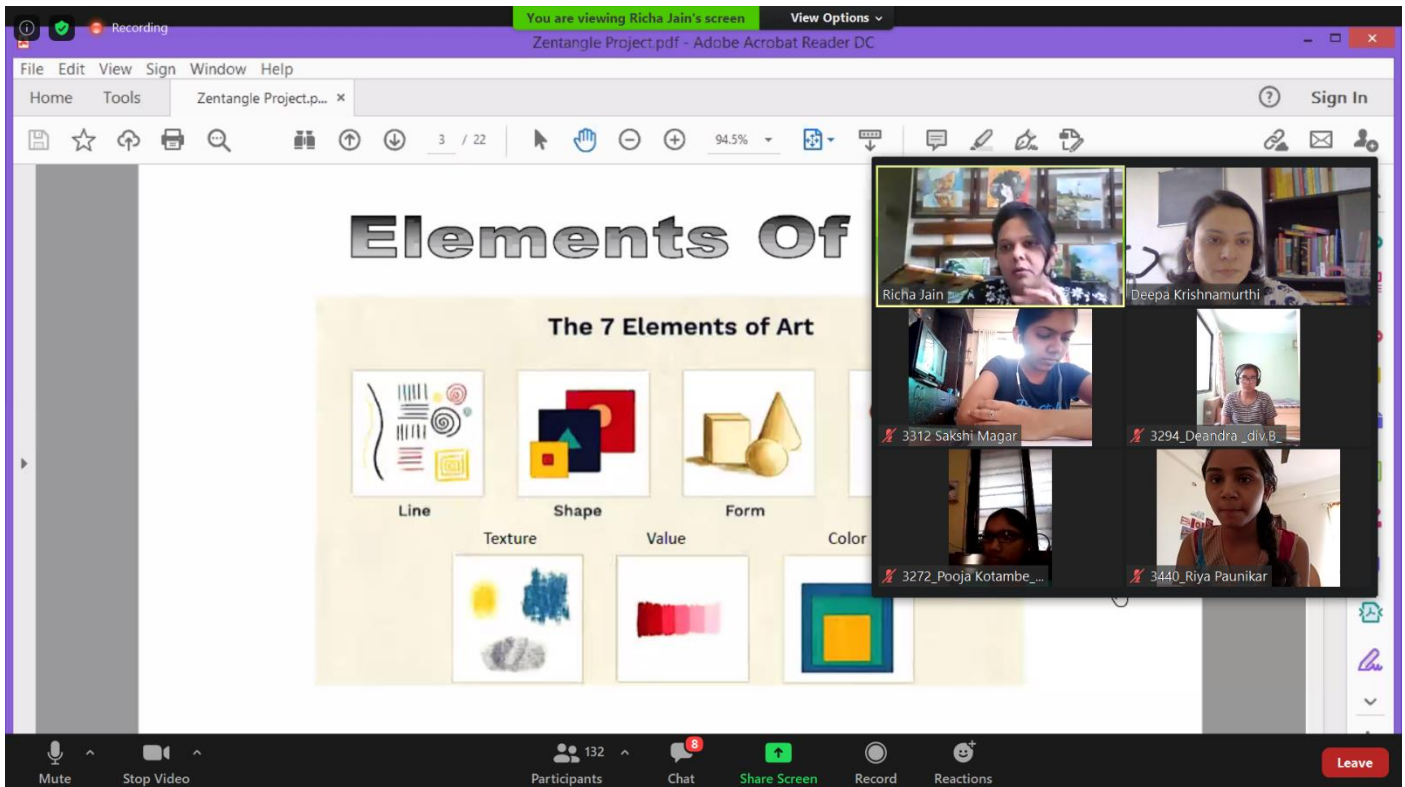 You are viewing Richa Jain's screen View Options
Recording
Zentangle Project.pdf - Adobe Acrobat Reader DC
File Edit View Sign Window Help
Home Tools Zentangle Project.p... × Sign In
3 / 22 94.5%
Elements Of
The 7 Elements of Art
Line Shape Form
Texture Value Color
Richa Jain
Deepa Krishnamurthi
3312 Sakshi Magar
3294_Deandra _div.B_
3272_Pooja Kotambe_...
3440_Riya Paunikar
Mute Stop Video Participants 132 Chat 8 Share Screen Record Reactions Leave